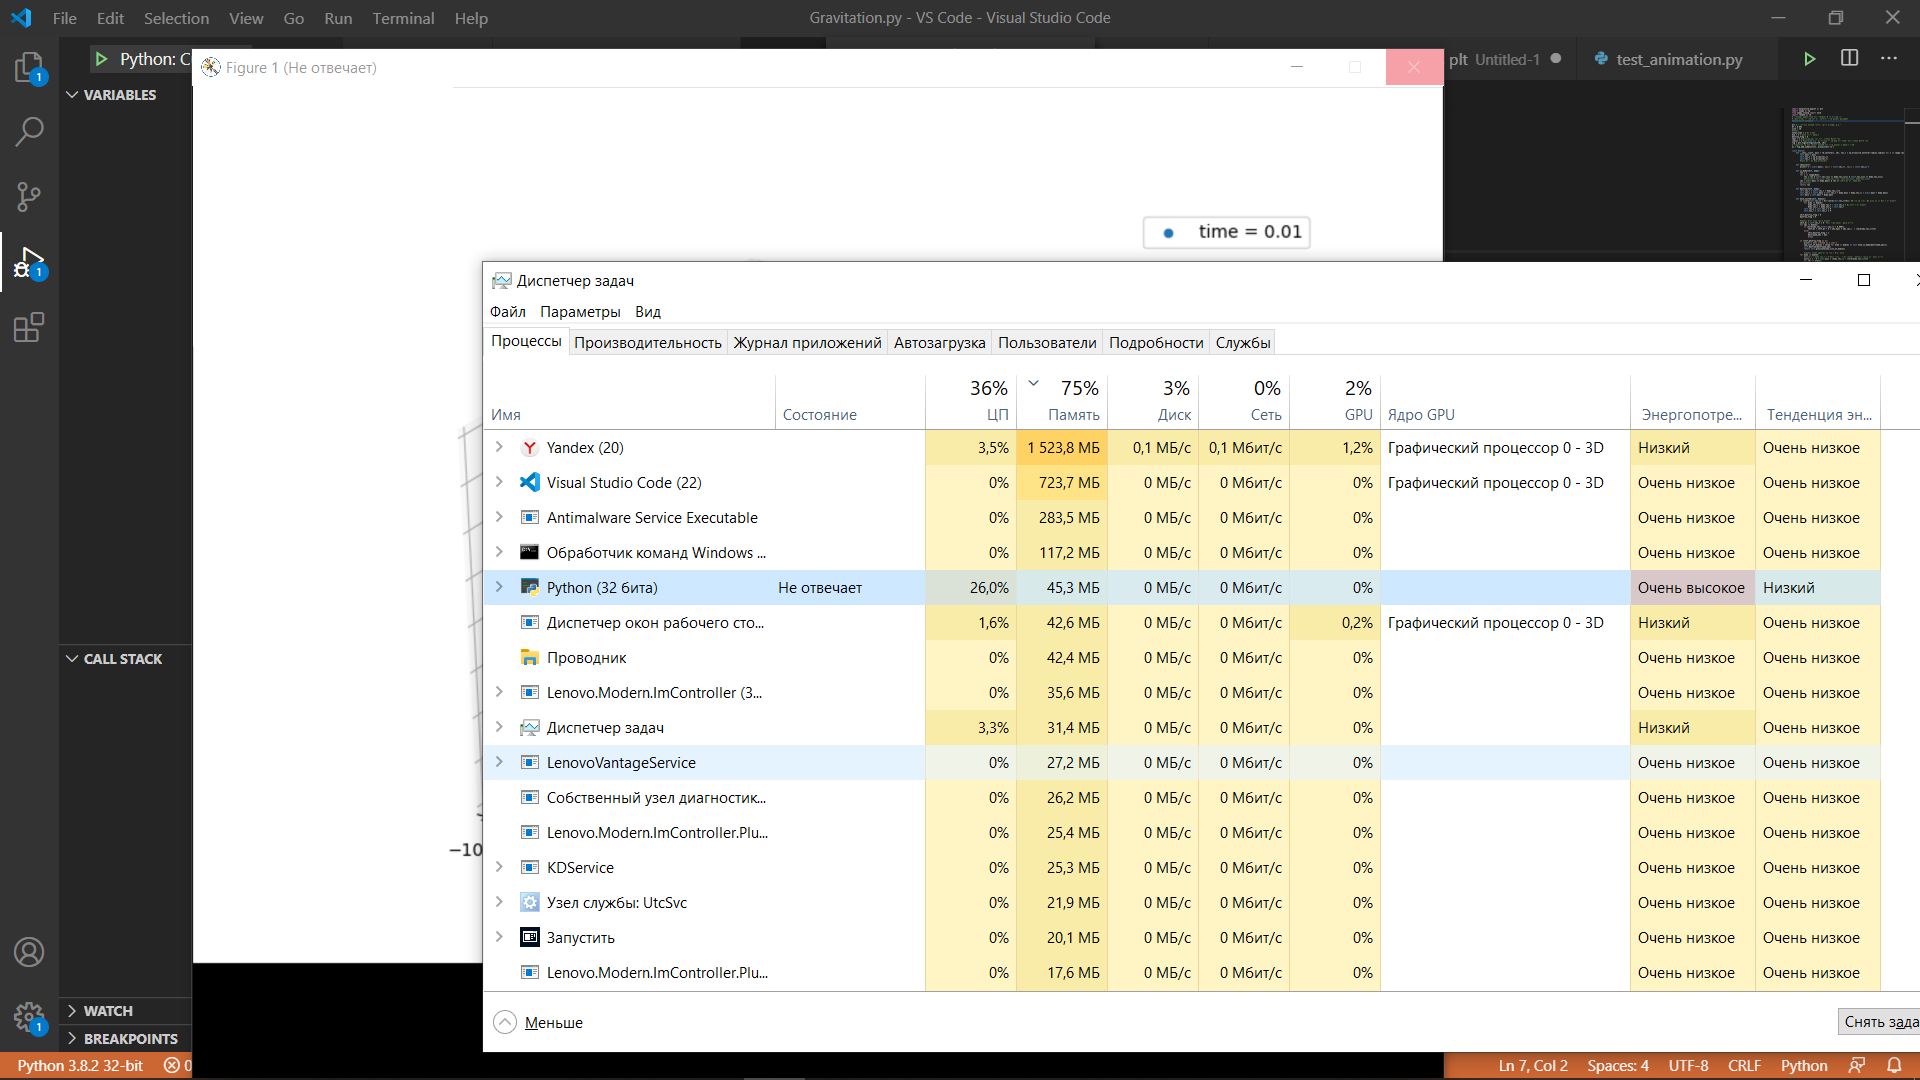 File Edit Selection View Go Run Terminal Help
Gravitation.py - VS Code - Visual Studio Code
Python: C
Figure 1 (Не отвечает)
plt Untitled-1
test_animation.py
1
VARIABLES
time = 0.01
1
CALL STACK
−10
Диспетчер задач
Файл Параметры Вид
Процессы Производительность Журнал приложений Автозагрузка Пользователи Подробности Службы
36% 75% 3% 0% 2%
Имя Состояние ЦП Память Диск Сеть GPU Ядро GPU Энергопотре... Тенденция эн...
Yandex (20) 3,5% 1 523,8 МБ 0,1 МБ/с 0,1 Мбит/с 1,2% Графический процессор 0 - 3D Низкий Очень низкое
Visual Studio Code (22) 0% 723,7 МБ 0 МБ/с 0 Мбит/с 0% Графический процессор 0 - 3D Очень низкое Очень низкое
Antimalware Service Executable 0% 283,5 МБ 0 МБ/с 0 Мбит/с 0% Очень низкое Очень низкое
Обработчик команд Windows ... 0% 117,2 МБ 0 МБ/с 0 Мбит/с 0% Очень низкое Очень низкое
Python (32 бита) Не отвечает 26,0% 45,3 МБ 0 МБ/с 0 Мбит/с 0% Очень высокое Низкий
Диспетчер окон рабочего сто... 1,6% 42,6 МБ 0 МБ/с 0 Мбит/с 0,2% Графический процессор 0 - 3D Низкий Очень низкое
Проводник 0% 42,4 МБ 0 МБ/с 0 Мбит/с 0% Очень низкое Очень низкое
Lenovo.Modern.ImController (3... 0% 35,6 МБ 0 МБ/с 0 Мбит/с 0% Очень низкое Очень низкое
Диспетчер задач 3,3% 31,4 МБ 0 МБ/с 0 Мбит/с 0% Низкий Очень низкое
LenovoVantageService 0% 27,2 МБ 0 МБ/с 0 Мбит/с 0% Очень низкое Очень низкое
Собственный узел диагностик... 0% 26,2 МБ 0 МБ/с 0 Мбит/с 0% Очень низкое Очень низкое
Lenovo.Modern.ImController.Plu... 0% 25,4 МБ 0 МБ/с 0 Мбит/с 0% Очень низкое Очень низкое
KDService 0% 25,3 МБ 0 МБ/с 0 Мбит/с 0% Очень низкое Очень низкое
Узел службы: UtcSvc 0% 21,9 МБ 0 МБ/с 0 Мбит/с 0% Очень низкое Очень низкое
Запустить 0% 20,1 МБ 0 МБ/с 0 Мбит/с 0% Очень низкое Очень низкое
Lenovo.Modern.ImController.Plu... 0% 17,6 МБ 0 МБ/с 0 Мбит/с 0% Очень низкое Очень низкое
Меньше
Снять зада
WATCH
1
BREAKPOINTS
Python 3.8.2 32-bit 0
Ln 7, Col 2 Spaces: 4 UTF-8 CRLF Python